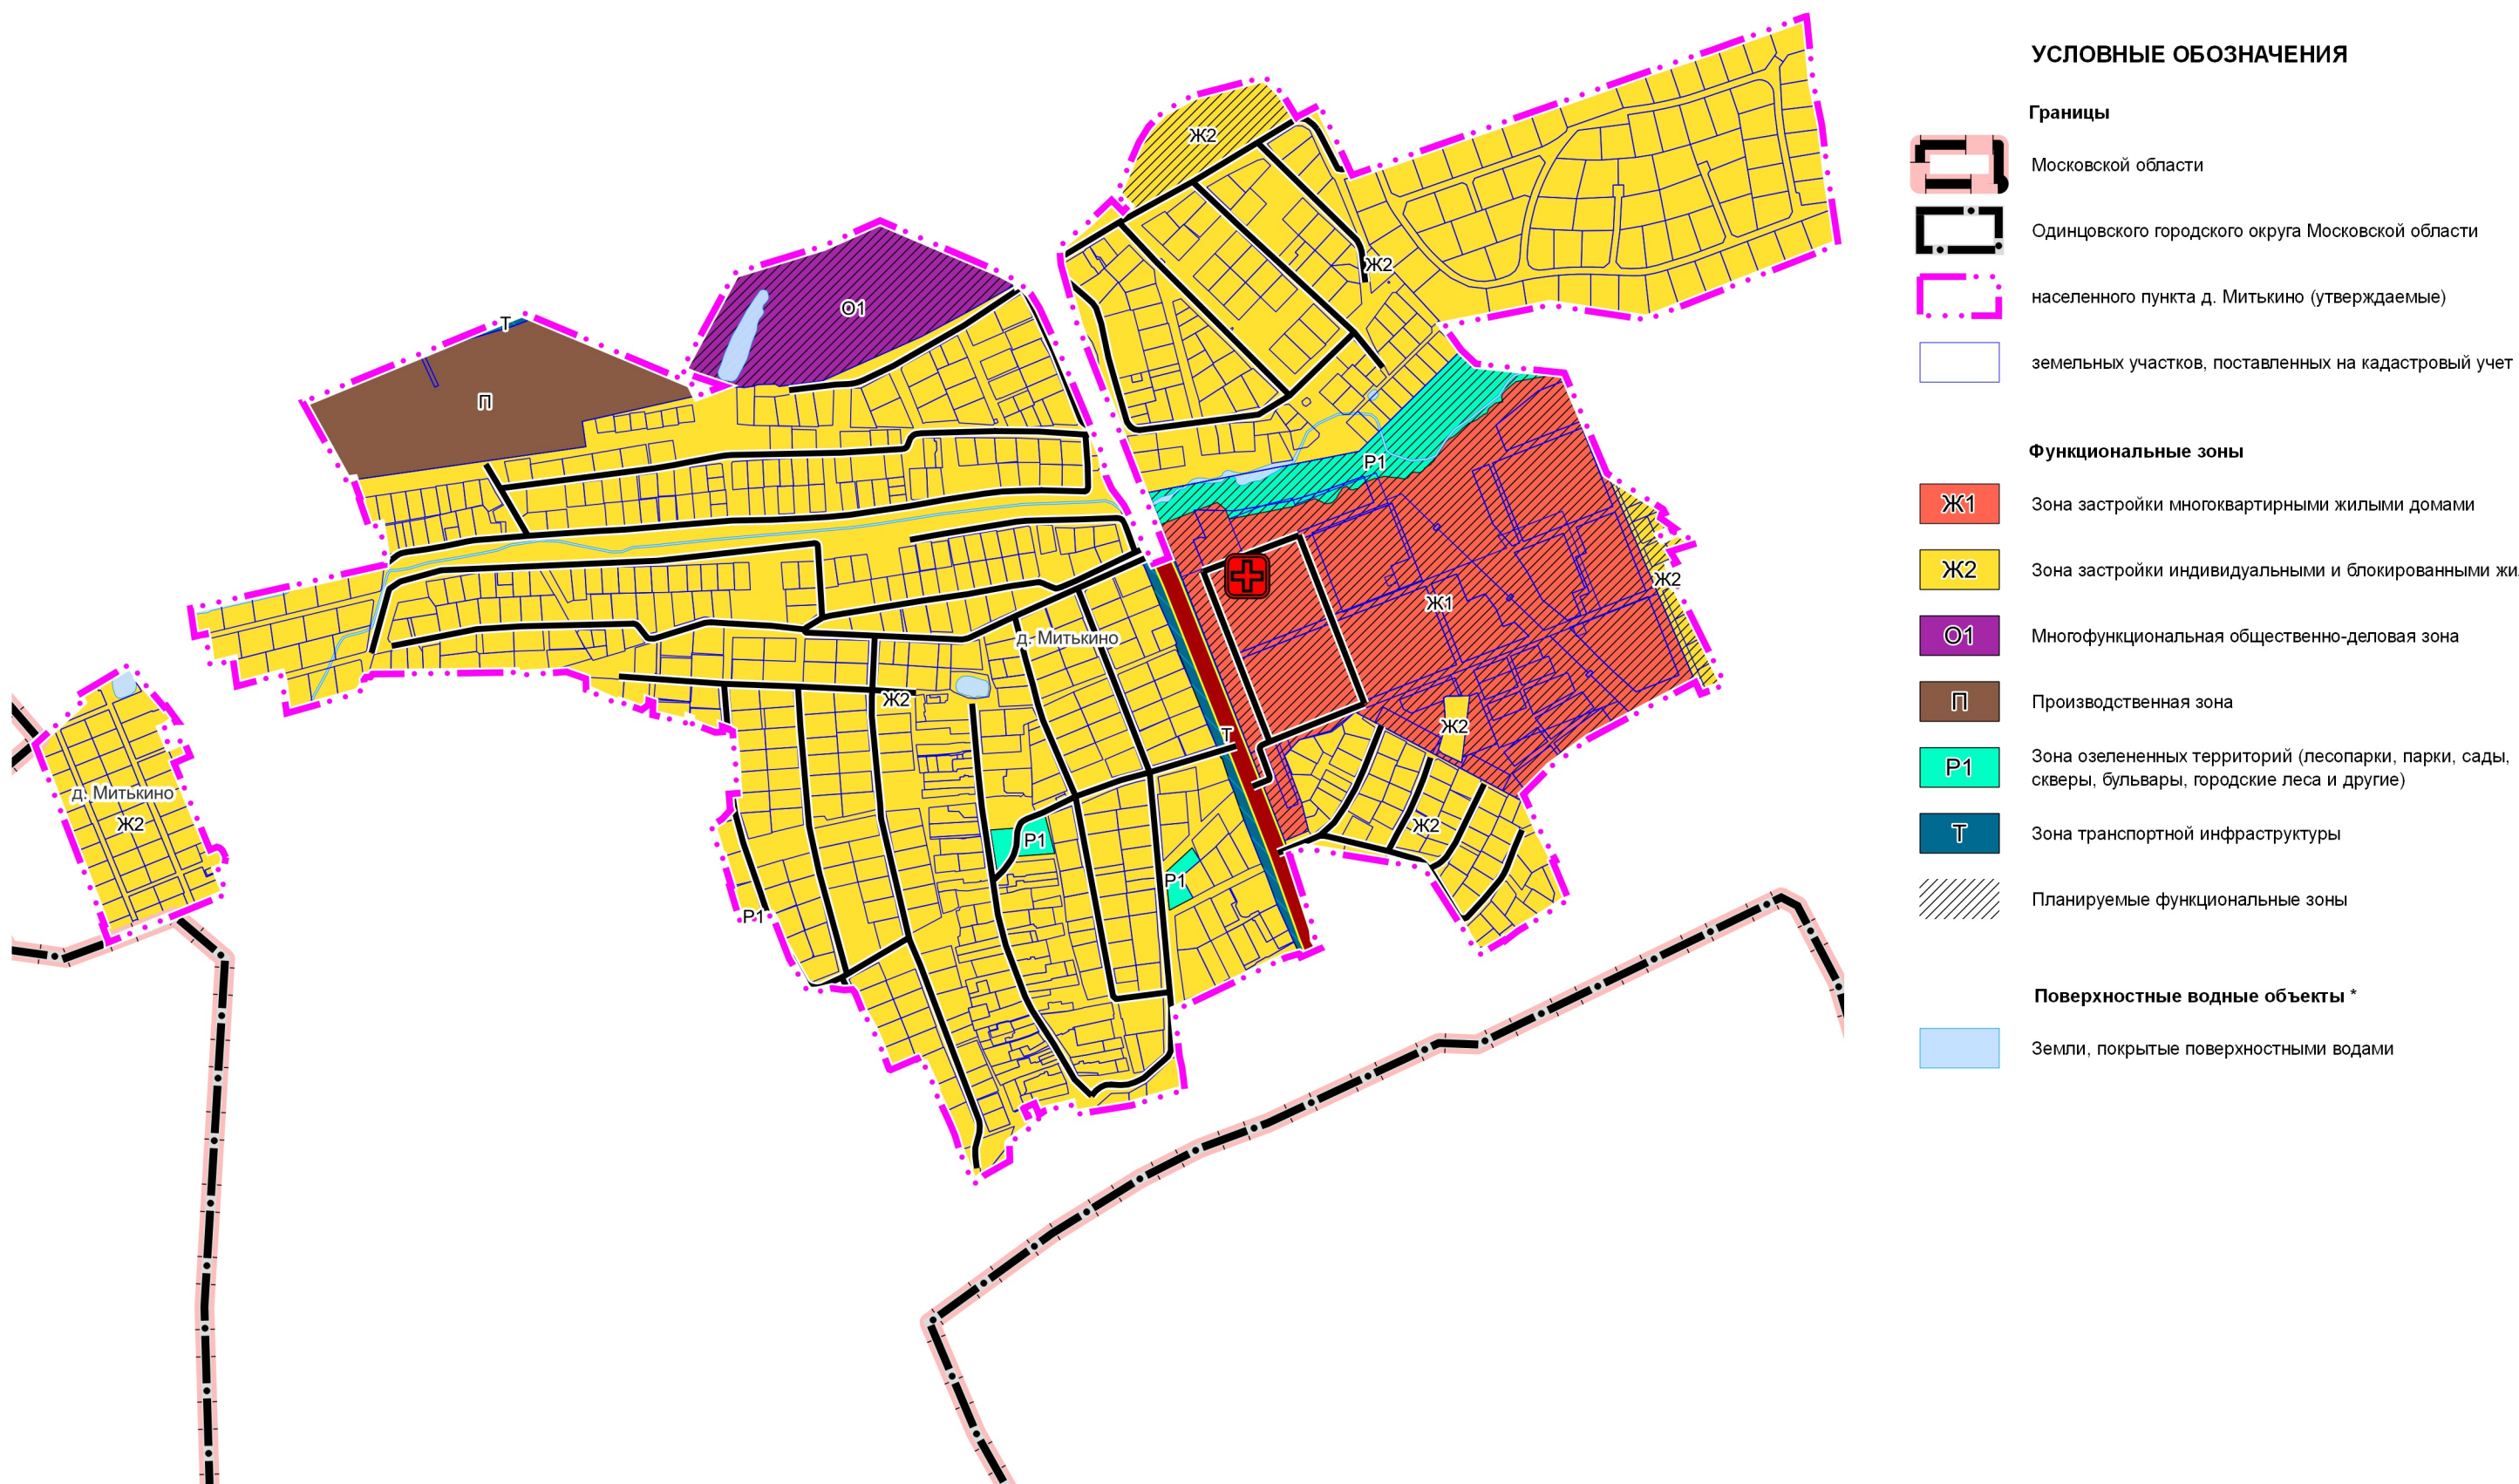 УСЛОВНЫЕ ОБОЗНАЧЕНИЯ
Границы
Московской области
Одинцовского городского округа Московской области
населенного пункта д. Митькино (утверждаемые)
земельных участков, поставленных на кадастровый учет
Функциональные зоны
Ж1 Зона застройки многоквартирными жилыми домами
Ж2 Зона застройки индивидуальными и блокированными
О1 Многофункциональная общественно-деловая зона
П Производственная зона
Р1 Зона озелененных территорий (лесопарки, парки, сады,
скверы, бульвары, городские леса и другие)
Т Зона транспортной инфраструктуры
Планируемые функциональные зоны
Поверхностные водные объекты *
Земли, покрытые поверхностными водами
Ж2
Ж2
О1
Т
П
Р1
Ж2
Ж1
д. Митькино
Ж2
Т
Ж2
д. Митькино
Ж2
Ж2
Р1
Р1
Р1